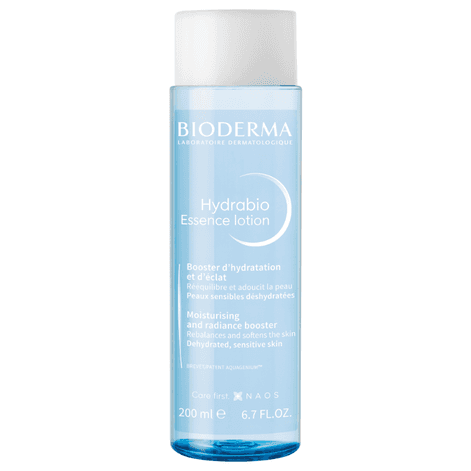 BIODERMA
LABORATOIRE DERMATOLOGIQUE
Hydrabio
Essence lotion
Booster d'hydratation
et d'éclat
Rééquilibre et adoucit la peau
Peaux sensibles déshydratées
Moisturising
and radiance booster
Rebalances and softens the skin
Dehydrated, sensitive skin
Care first. NAOS
200 ml e 6.7 FL.OZ.